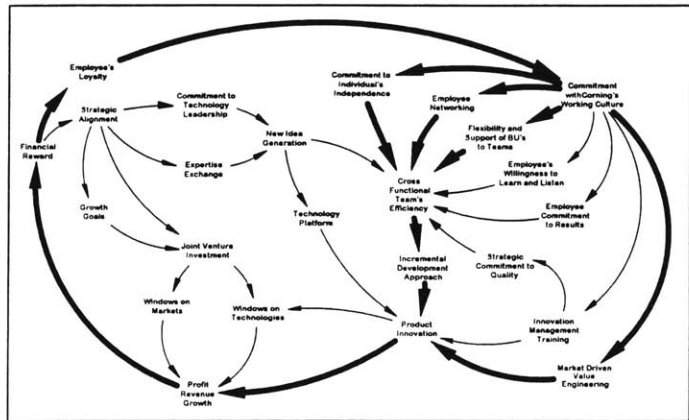 Employee's
Loyalty
Strategic
Alignment
Financial
Reward
Commitment to
Technology
Leadership
New Idea
Generation
Expertise
Exchange
Growth
Goals
Joint Venture
Investment
Technology
Platform
Windows on
Markets
Windows on
Technologies
Profit
Revenue
Growth
Commitment to
Individual's
Independence
Employee
Networking
Commitment
withCorning's
Working Culture
Flexibility and
Support of BU's
to Teams
Cross
Functional
Team's
Efficiency
Employee's
Willingness to
Learn and Listen
Employee
Commitment
to Results
Incremental
Development
Approach
Strategic
Commitment to
Quality
Product
Innovation
Innovation
Management
Training
Market Driven
Value
Engineering